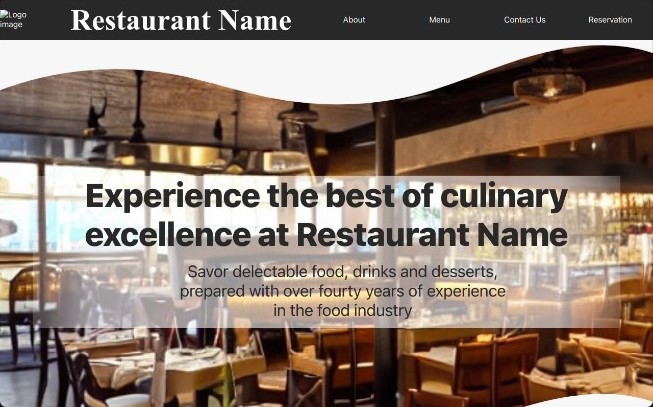 Logo
image
Restaurant Name
About
Menu
Contact Us
Reservation
Experience the best of culinary
excellence at Restaurant Name
Savor delectable food, drinks and desserts,
prepared with over fourty years of experience
in the food industry